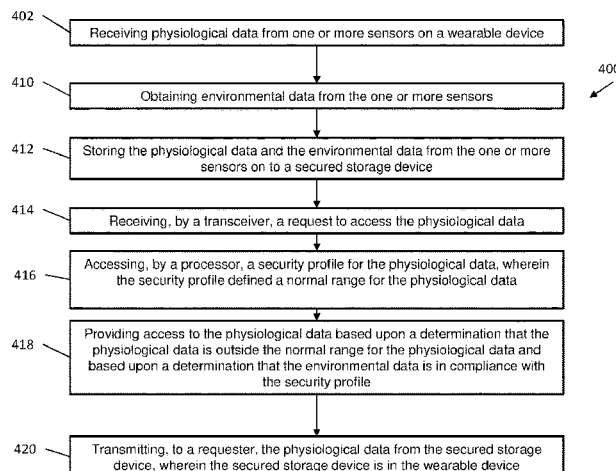 402
Receiving physiological data from one or more sensors on a wearable device
400
410
Obtaining environmental data from the one or more sensors
412
Storing the physiological data and the environmental data from the one or more
sensors on to a secured storage device
414
Receiving, by a transceiver, a request to access the physiological data
416
Accessing, by a processor, a security profile for the physiological data, wherein
the security profile defined a normal range for the physiological data
418
Providing access to the physiological data based upon a determination that the
physiological data is outside the normal range for the physiological data and
based upon a determination that the environmental data is in compliance with
the security profile
420
Transmitting, to a requester, the physiological data from the secured storage
device, wherein the secured storage device is in the wearable device